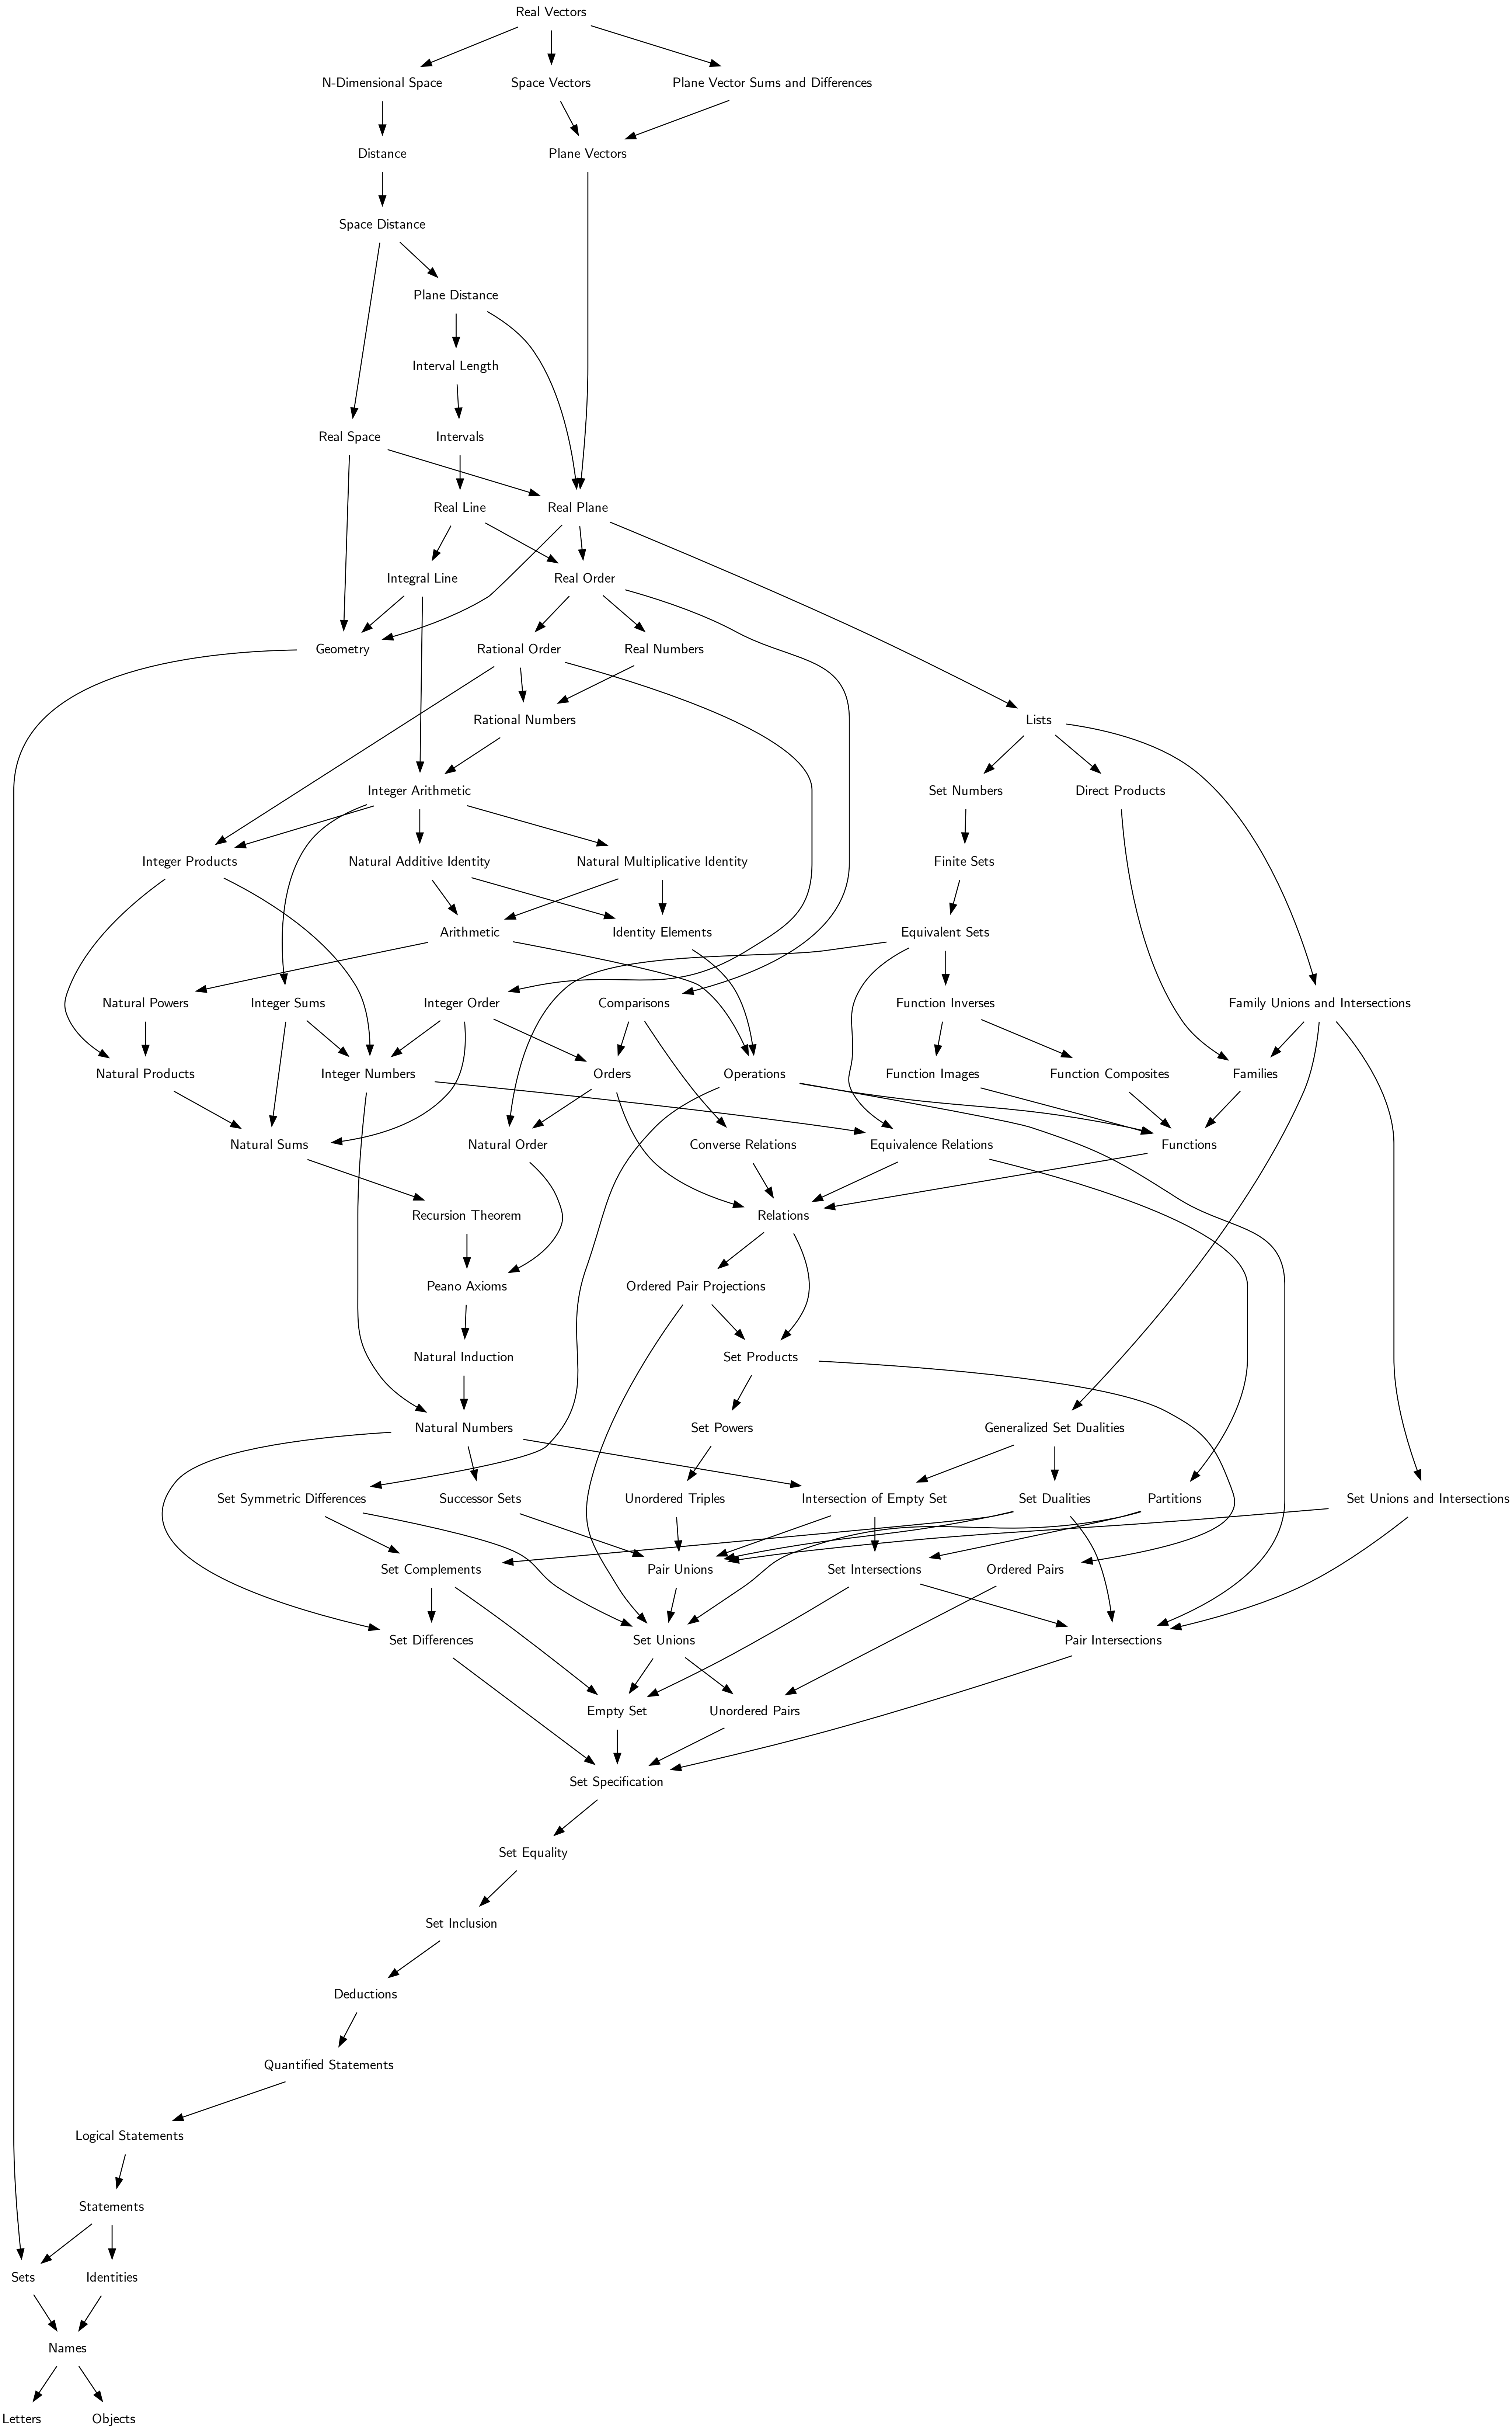 Real Vectors
N-Dimensional Space
Space Vectors
Plane Vector Sums and Differences
Distance
Plane Vectors
Space Distance
Plane Distance
Interval Length
Real Space
Intervals
Real Line
Real Plane
Integral Line
Real Order
Geometry
Rational Order
Real Numbers
Rational Numbers
Lists
Integer Arithmetic
Set Numbers
Direct Products
Integer Products
Natural Additive Identity
Natural Multiplicative Identity
Finite Sets
Arithmetic
Identity Elements
Equivalent Sets
Natural Powers
Integer Sums
Integer Order
Comparisons
Function Inverses
Family Unions and Intersections
Natural Products
Integer Numbers
Orders
Operations
Function Images
Function Composites
Families
Natural Sums
Natural Order
Converse Relations
Equivalence Relations
Functions
Recursion Theorem
Relations
Peano Axioms
Ordered Pair Projections
Natural Induction
Set Products
Natural Numbers
Set Powers
Generalized Set Dualities
Set Symmetric Differences
Successor Sets
Unordered Triples
Intersection of Empty Set
Set Dualities
Partitions
Set Unions and Intersections
Set Complements
Pair Unions
Set Intersections
Ordered Pairs
Set Differences
Set Unions
Pair Intersections
Empty Set
Unordered Pairs
Set Specification
Set Equality
Set Inclusion
Deductions
Quantified Statements
Logical Statements
Statements
Sets
Identities
Names
Letters
Objects